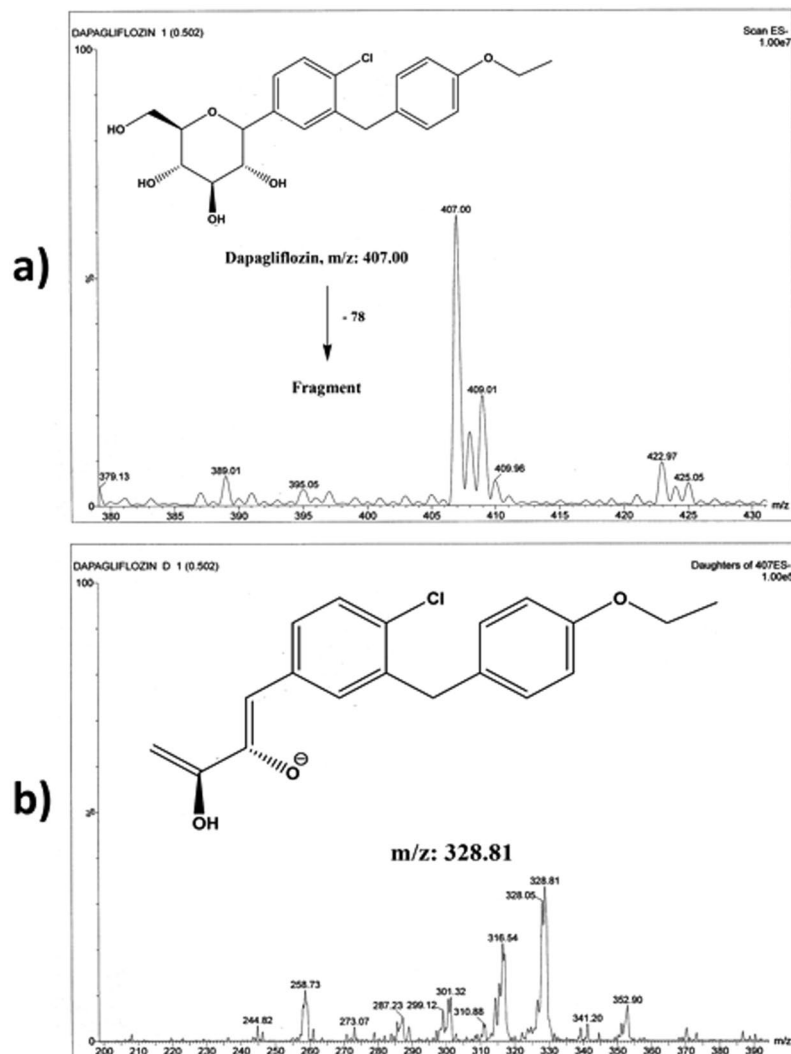 DAPAGLIFLOZIN 1 (0.502)
Scan ES-
1.00e7
100
Cl
O
O
HO
HO
OH
OH
a)
407.00
Dapagliflozin, m/z: 407.00
%
- 78
Fragment
409.01
379.13
389.01
395.05
409.96
422.97
425.05
0
380 385 390 395 400 405 410 415 420 425 430 m/z
DAPAGLIFLOZIN D 1 (0.502)
Daughters of 407ES-
1.00e5
100
Cl
O
O
⊖
OH
b)
%
m/z: 328.81
328.81
328.05
316.54
258.73
301.32
299.12
287.23
310.88
352.90
244.82
273.07
341.20
0
200 210 220 230 240 250 260 270 280 290 300 310 320 330 340 350 360 370 380 390 m/z